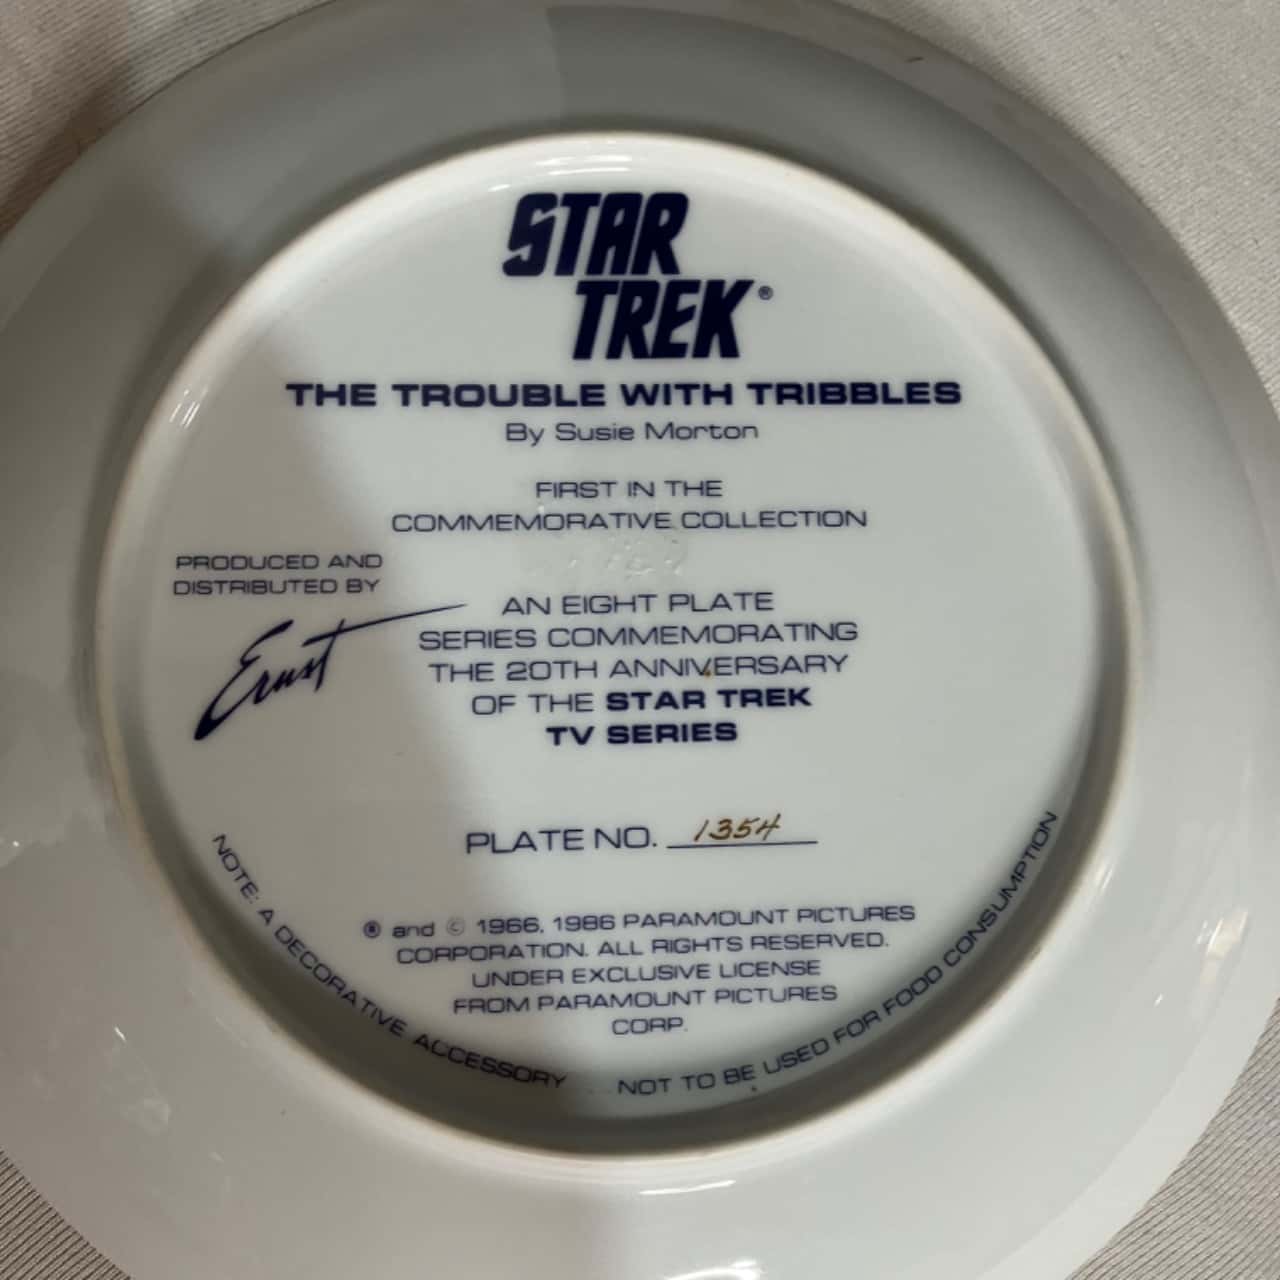 STAR
TREK®
THE TROUBLE WITH TRIBBLES
By Susie Morton
FIRST IN THE
COMMEMORATIVE COLLECTION
PRODUCED AND
DISTRIBUTED BY
Ernst
AN EIGHT PLATE
SERIES COMMEMORATING
THE 20TH ANNIVERSARY
OF THE STAR TREK
TV SERIES
PLATE NO. 1354
® and © 1966, 1986 PARAMOUNT PICTURES
CORPORATION. ALL RIGHTS RESERVED.
UNDER EXCLUSIVE LICENSE
FROM PARAMOUNT PICTURES
CORP.
NOTE: A DECORATIVE ACCESSORY NOT TO BE USED FOR FOOD CONSUMPTION